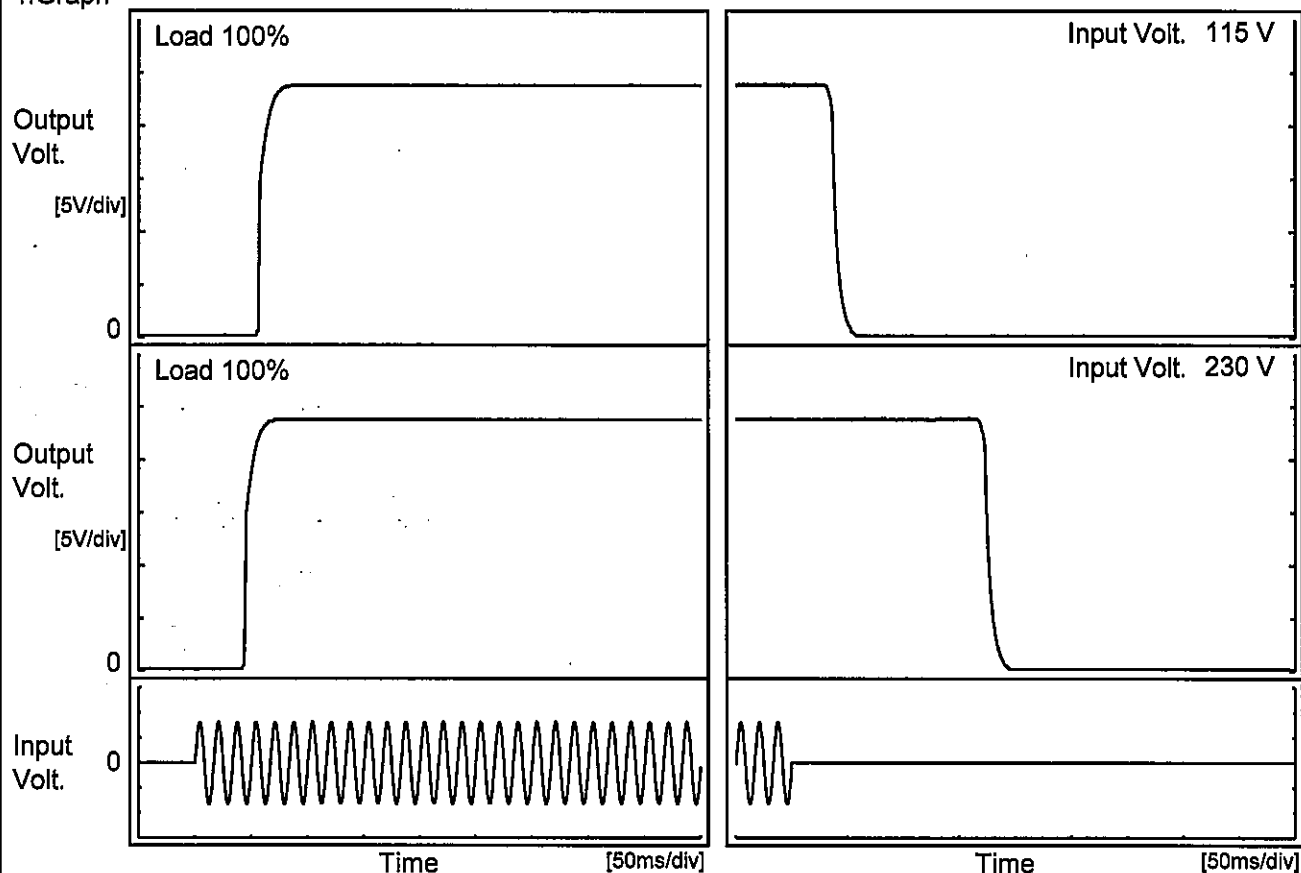 1.Graph
Load 100%
Input Volt. 115 V
Output
Volt.
[5V/div]
0
Load 100%
Input Volt. 230 V
Output
Volt.
[5V/div]
0
Input
Volt.
0
Time
[50ms/div]
Time
[50ms/div]